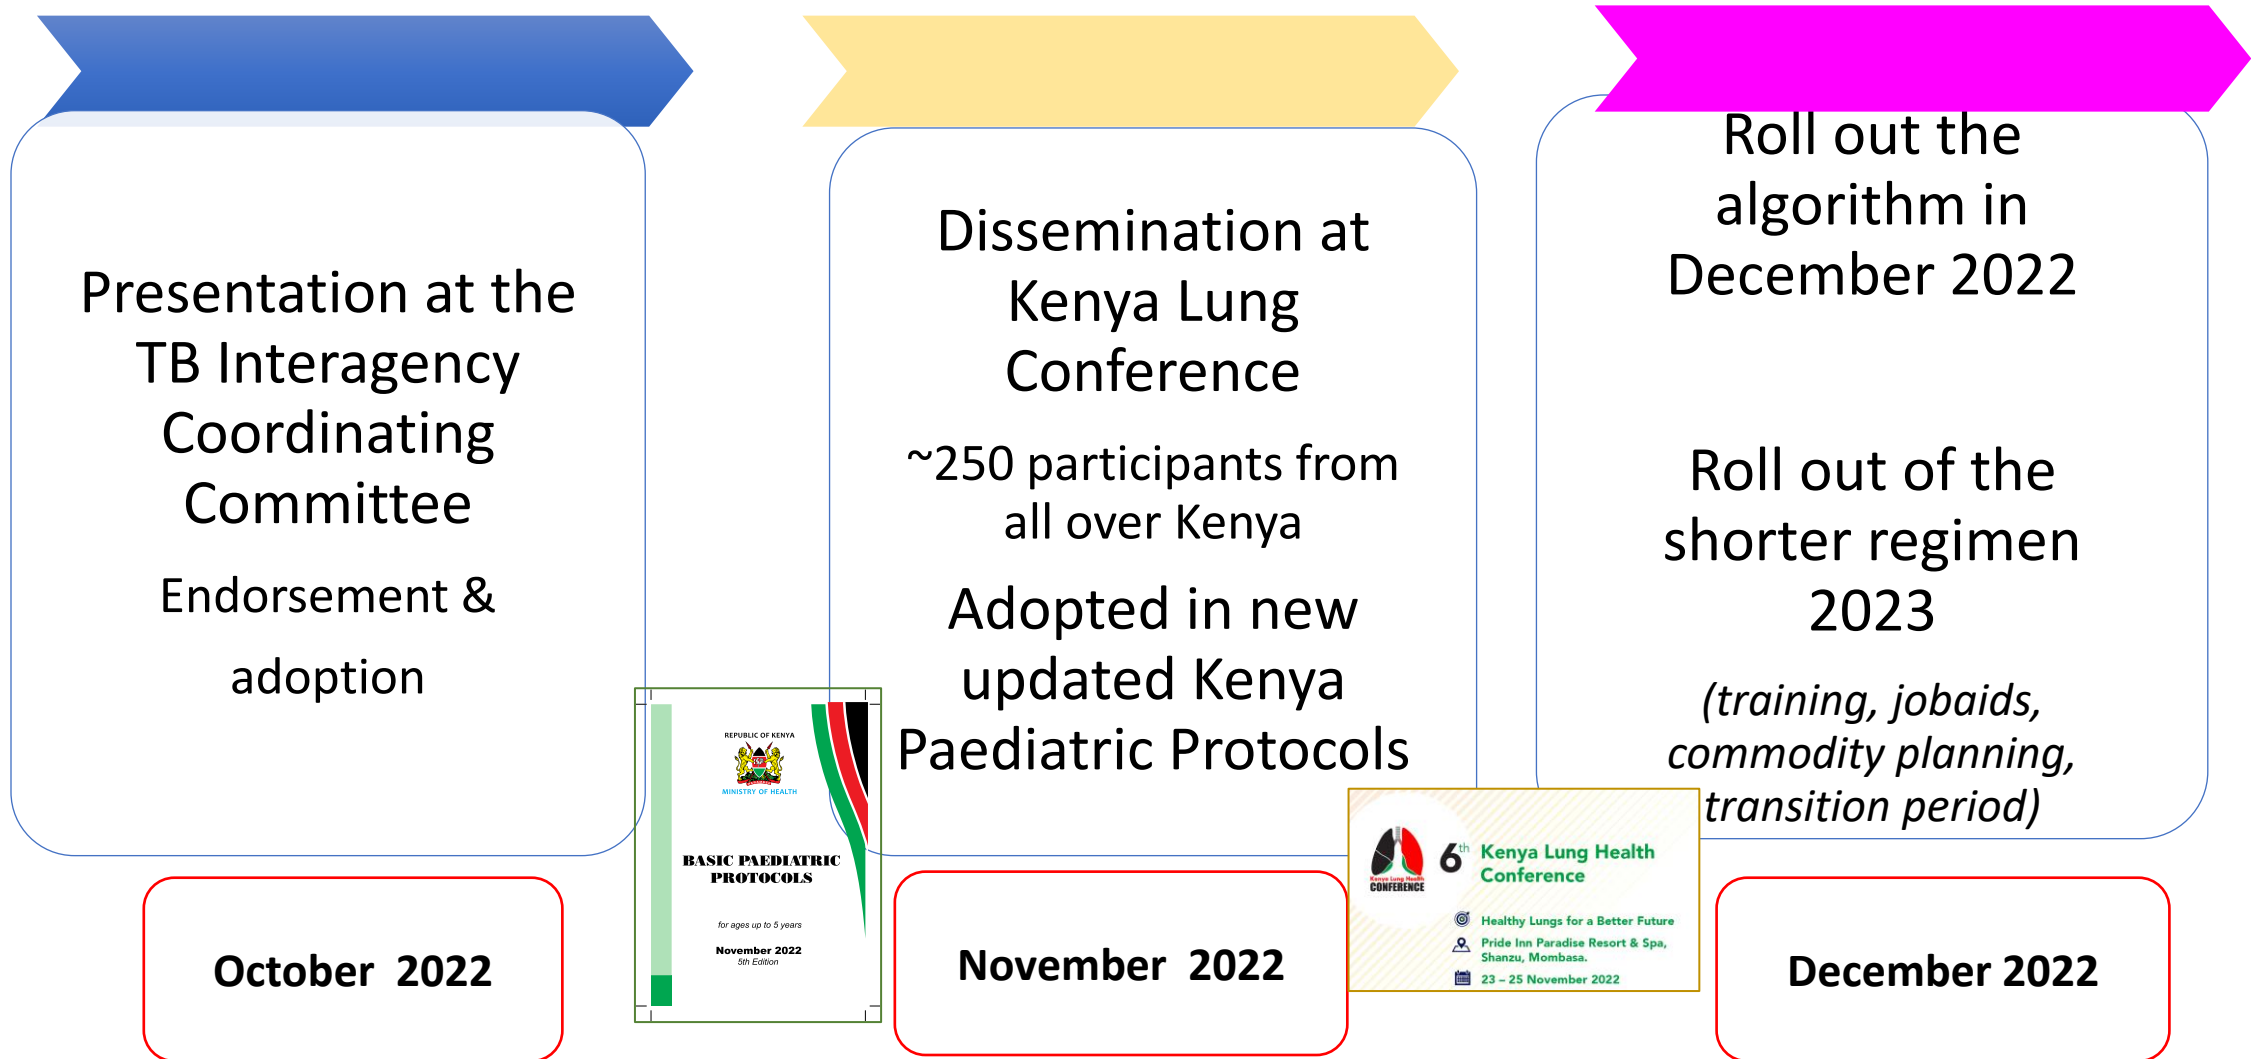 Presentation at the
TB Interagency
Coordinating
Committee
Endorsement &
adoption
October 2022
REPUBLIC OF KENYA
MINISTRY OF HEALTH
BASIC PAEDIATRIC
PROTOCOLS
for ages up to 5 years
November 2022
5th Edition
Dissemination at
Kenya Lung
Conference
~250 participants from
all over Kenya
Adopted in new
updated Kenya
Paediatric Protocols
November 2022
Kenya Lung Health
CONFERENCE
6th Kenya Lung Health
Conference
Healthy Lungs for a Better Future
Pride Inn Paradise Resort & Spa,
Shanzu, Mombasa.
23 – 25 November 2022
Roll out the
algorithm in
December 2022
Roll out of the
shorter regimen
2023
(training, jobaids,
commodity planning,
transition period)
December 2022